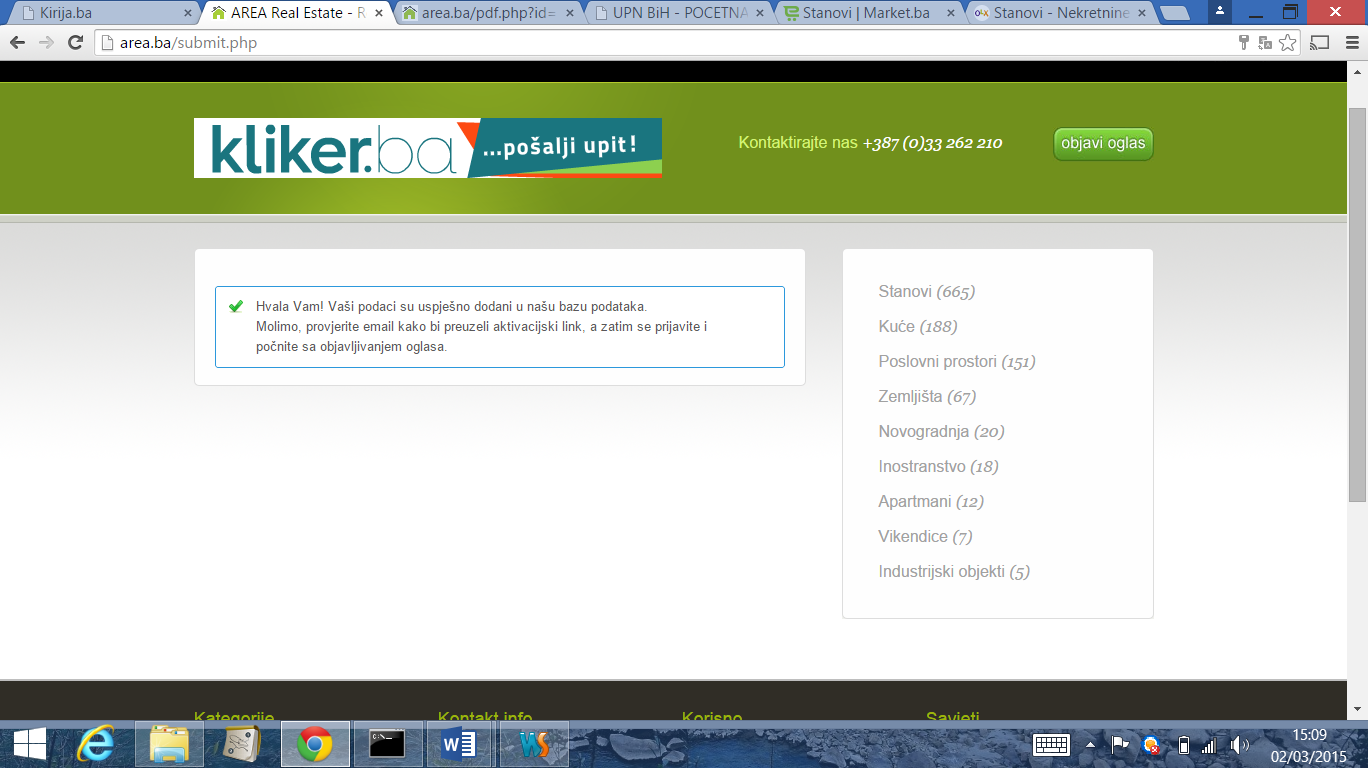 Kirija.ba
AREA Real Estate - R
area.ba/pdf.php?id=
UPN BiH - POCETNA
Stanovi | Market.ba
Stanovi - Nekretnine
area.ba/submit.php
kliker.ba
...pošalji upit!
Kontaktirajte nas +387 (0)33 262 210
objavi oglas
Hvala Vam! Vaši podaci su uspješno dodani u našu bazu podataka.
Molimo, provjerite email kako bi preuzeli aktivacijski link, a zatim se prijavite i
počnite sa objavljivanjem oglasa.
Stanovi (665)
Kuće (188)
Poslovni prostori (151)
Zemljišta (67)
Novogradnja (20)
Inostranstvo (18)
Apartmani (12)
Vikendice (7)
Industrijski objekti (5)
Kategorije
Kontakt info
Korisno
Savjeti
15:09
02/03/2015